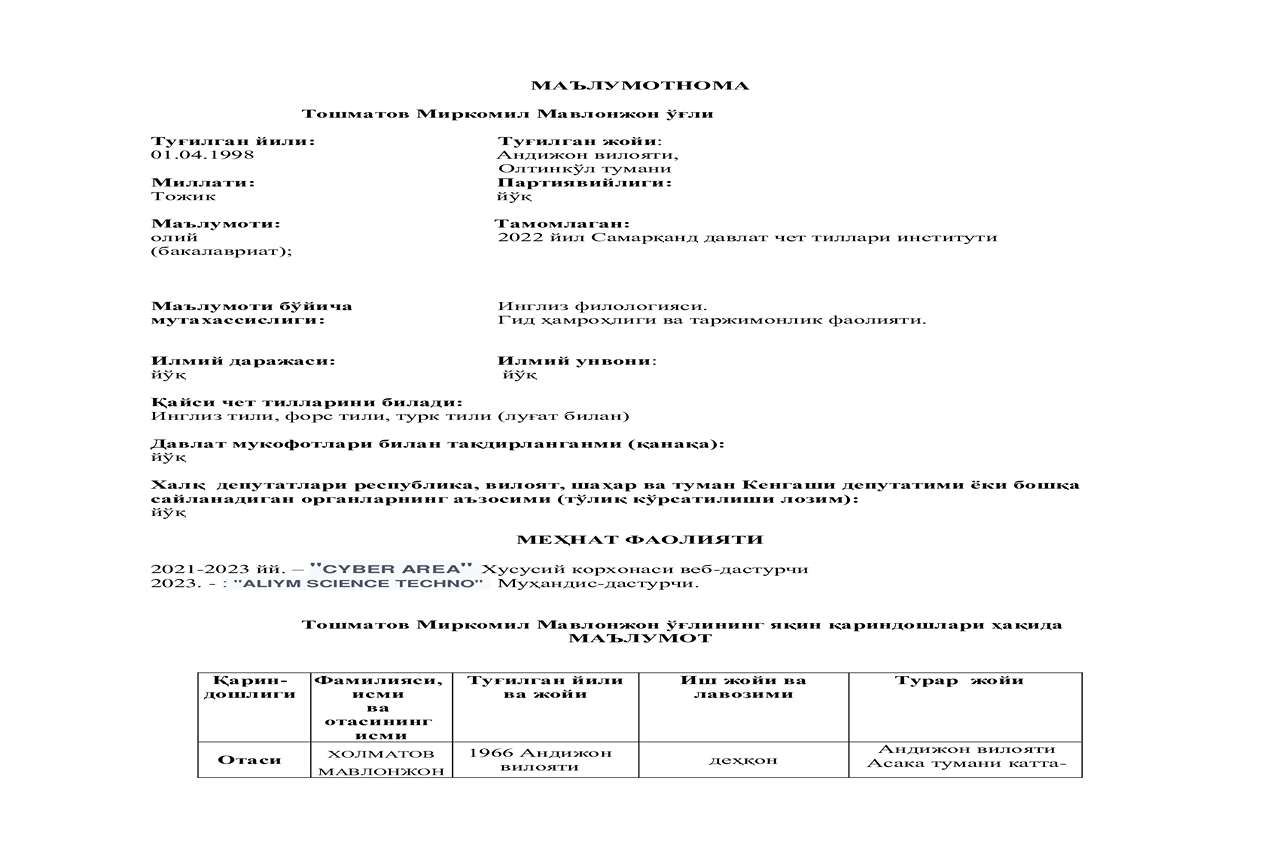 МАЪЛУМОТНОМА
Тошматов Миркомил Мавлонжон ўғли
Туғилган йили: Туғилган жойи:
01.04.1998 Андижон вилояти,
Олтинкўл тумани
Миллати: Партиявийлиги:
Тожик йўқ
Маълумоти: Тамомлаган:
олий 2022 йил Самарқанд давлат чет тиллари институти
(бакалавриат);
Маълумоти бўйича Инглиз филологияси.
мутахассислиги: Гид ҳамроҳлиги ва таржимонлик фаолияти.
Илмий даражаси: Илмий унвони:
йўқ йўқ
Қайси чет тилларини билади:
Инглиз тили, форс тили, турк тили (луғат билан)
Давлат мукофотлари билан тақдирланганми (қанақа):
йўқ
Халқ депутатлари республика, вилоят, шаҳар ва туман Кенгаши депутатими ёки бошқа
сайланадиган органларнинг аъзосими (тўлиқ кўрсатилиши лозим):
йўқ
МЕҲНАТ ФАОЛИЯТИ
2021-2023 йй. – "CYBER AREA" Хусусий корхонаси веб-дастурчи
2023. - : "ALIYM SCIENCE TECHNO" Муҳандис-дастурчи.
Тошматов Миркомил Мавлонжон ўғлининг яқин қариндошлари ҳақида
МАЪЛУМОТ
Қарин- Фамилияси, Туғилган йили Иш жойи ва Турар жойи
дошлиги исми ва жойи лавозими
ва
отасининг
исми
Отаси ХОЛМАТОВ 1966 Андижон деҳқон Андижон вилояти
МАВЛОНЖОН вилояти Асака тумани катта-